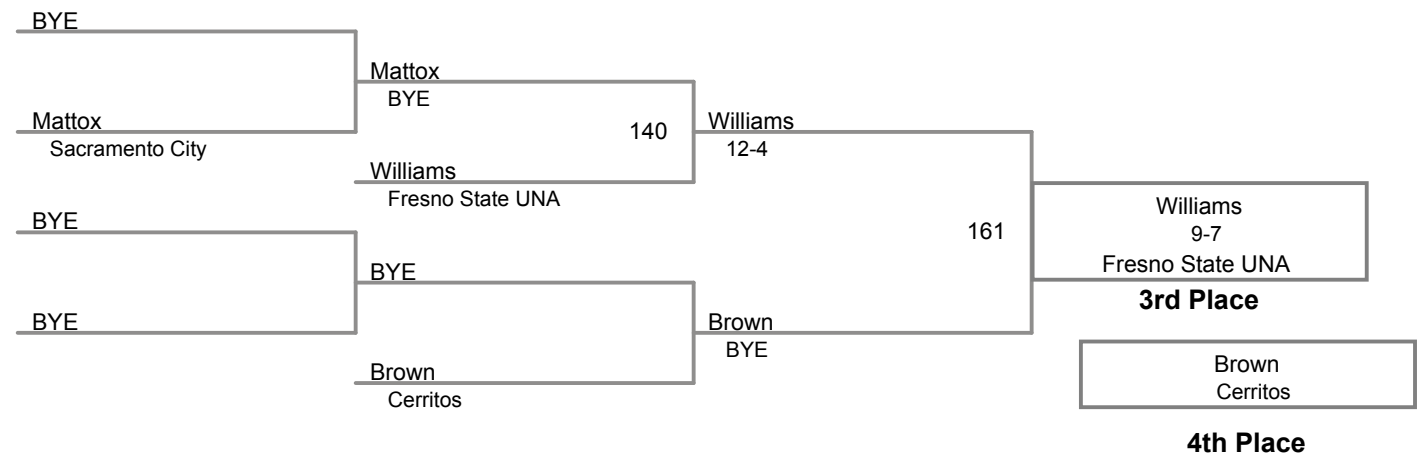 BYE
Mattox
BYE
Mattox
Sacramento City
140
Williams
12-4
Williams
Fresno State UNA
BYE
161
Williams
9-7
Fresno State UNA
3rd Place
BYE
BYE
Brown
BYE
Brown
Cerritos
Brown
Cerritos
4th Place